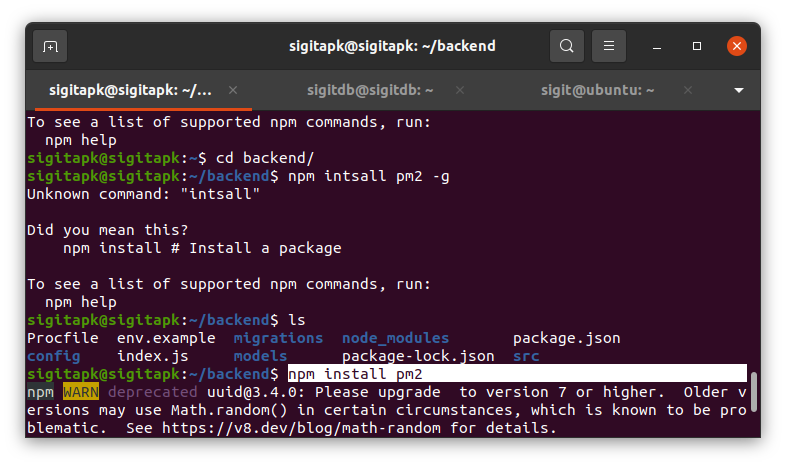 sigitapk@sigitapk: ~/backend
sigitapk@sigitapk: ~/... sigitdb@sigitdb: ~ sigit@ubuntu: ~
To see a list of supported npm commands, run:
  npm help
sigitapk@sigitapk:~$ cd backend/
sigitapk@sigitapk:~/backend$ npm intsall pm2 -g
Unknown command: "intsall"

Did you mean this?
    npm install # Install a package

To see a list of supported npm commands, run:
  npm help
sigitapk@sigitapk:~/backend$ ls
Procfile  env.example  migrations  node_modules       package.json
config    index.js     models      package-lock.json  src
sigitapk@sigitapk:~/backend$ npm install pm2
npm WARN deprecated uuid@3.4.0: Please upgrade  to version 7 or higher.  Older v
ersions may use Math.random() in certain circumstances, which is known to be pro
blematic.  See https://v8.dev/blog/math-random for details.